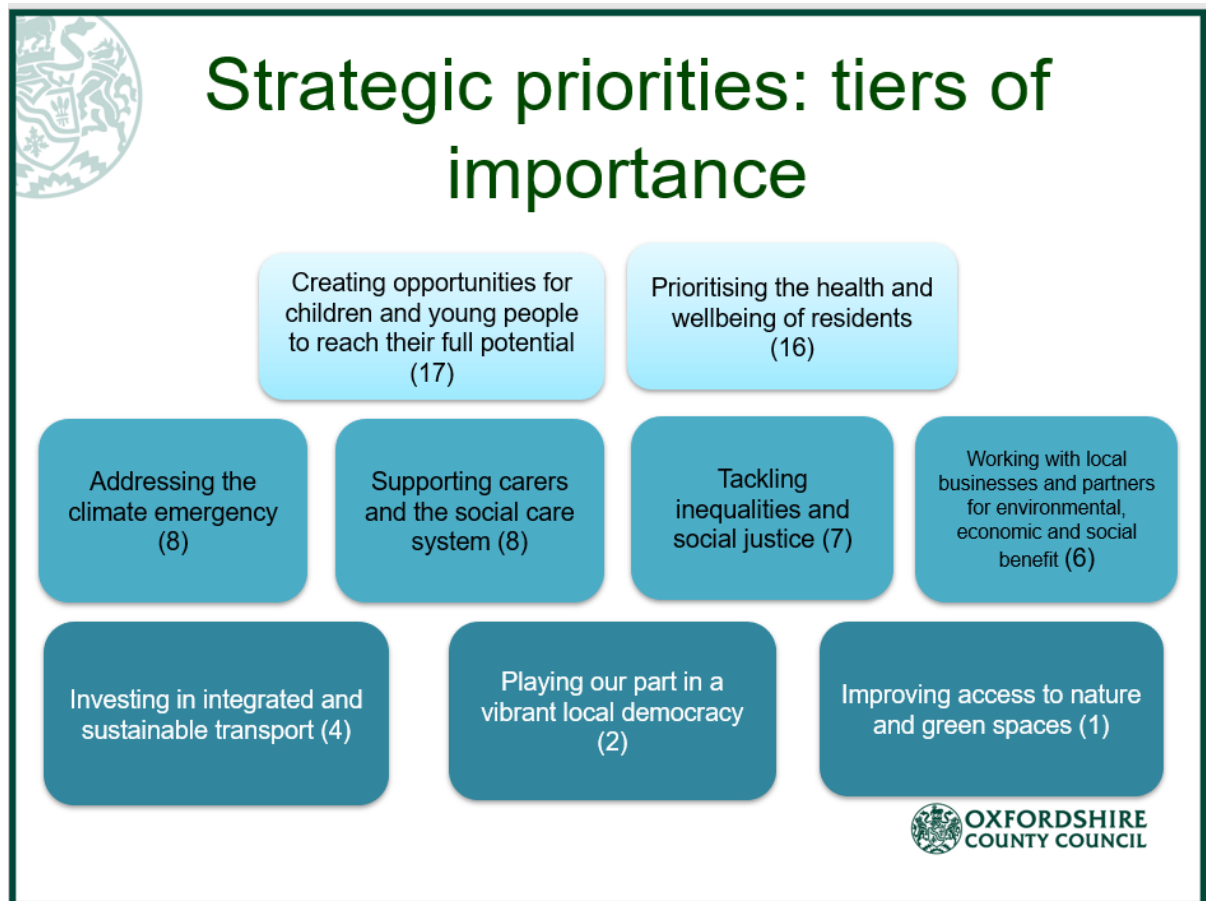 Strategic priorities: tiers of
importance
Creating opportunities for
children and young people
to reach their full potential
(17)
Prioritising the health and
wellbeing of residents
(16)
Addressing the
climate emergency
(8)
Supporting carers
and the social care
system (8)
Tackling
inequalities and
social justice (7)
Working with local
businesses and partners
for environmental,
economic and social
benefit (6)
Investing in integrated and
sustainable transport (4)
Playing our part in a
vibrant local democracy
(2)
Improving access to nature
and green spaces (1)
OXFORDSHIRE
COUNTY COUNCIL